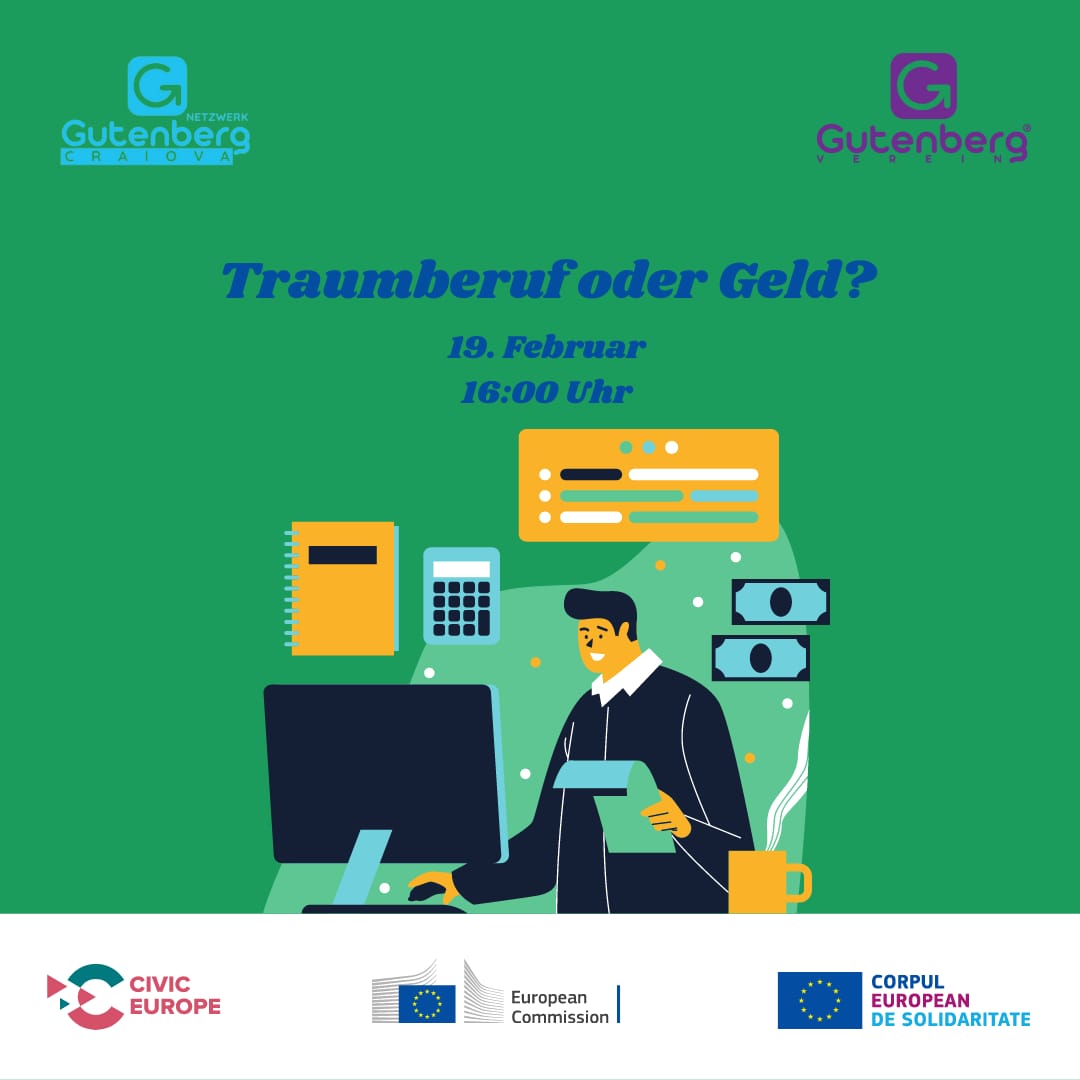 G
NETZWERK
Gutenberg
CRAIOVA
G
Gutenberg®
VEREIN
Traumberuf oder Geld?
19. Februar
16:00 Uhr
CIVIC
EUROPE
European
Commission
CORPUL
EUROPEAN
DE SOLIDARITATE